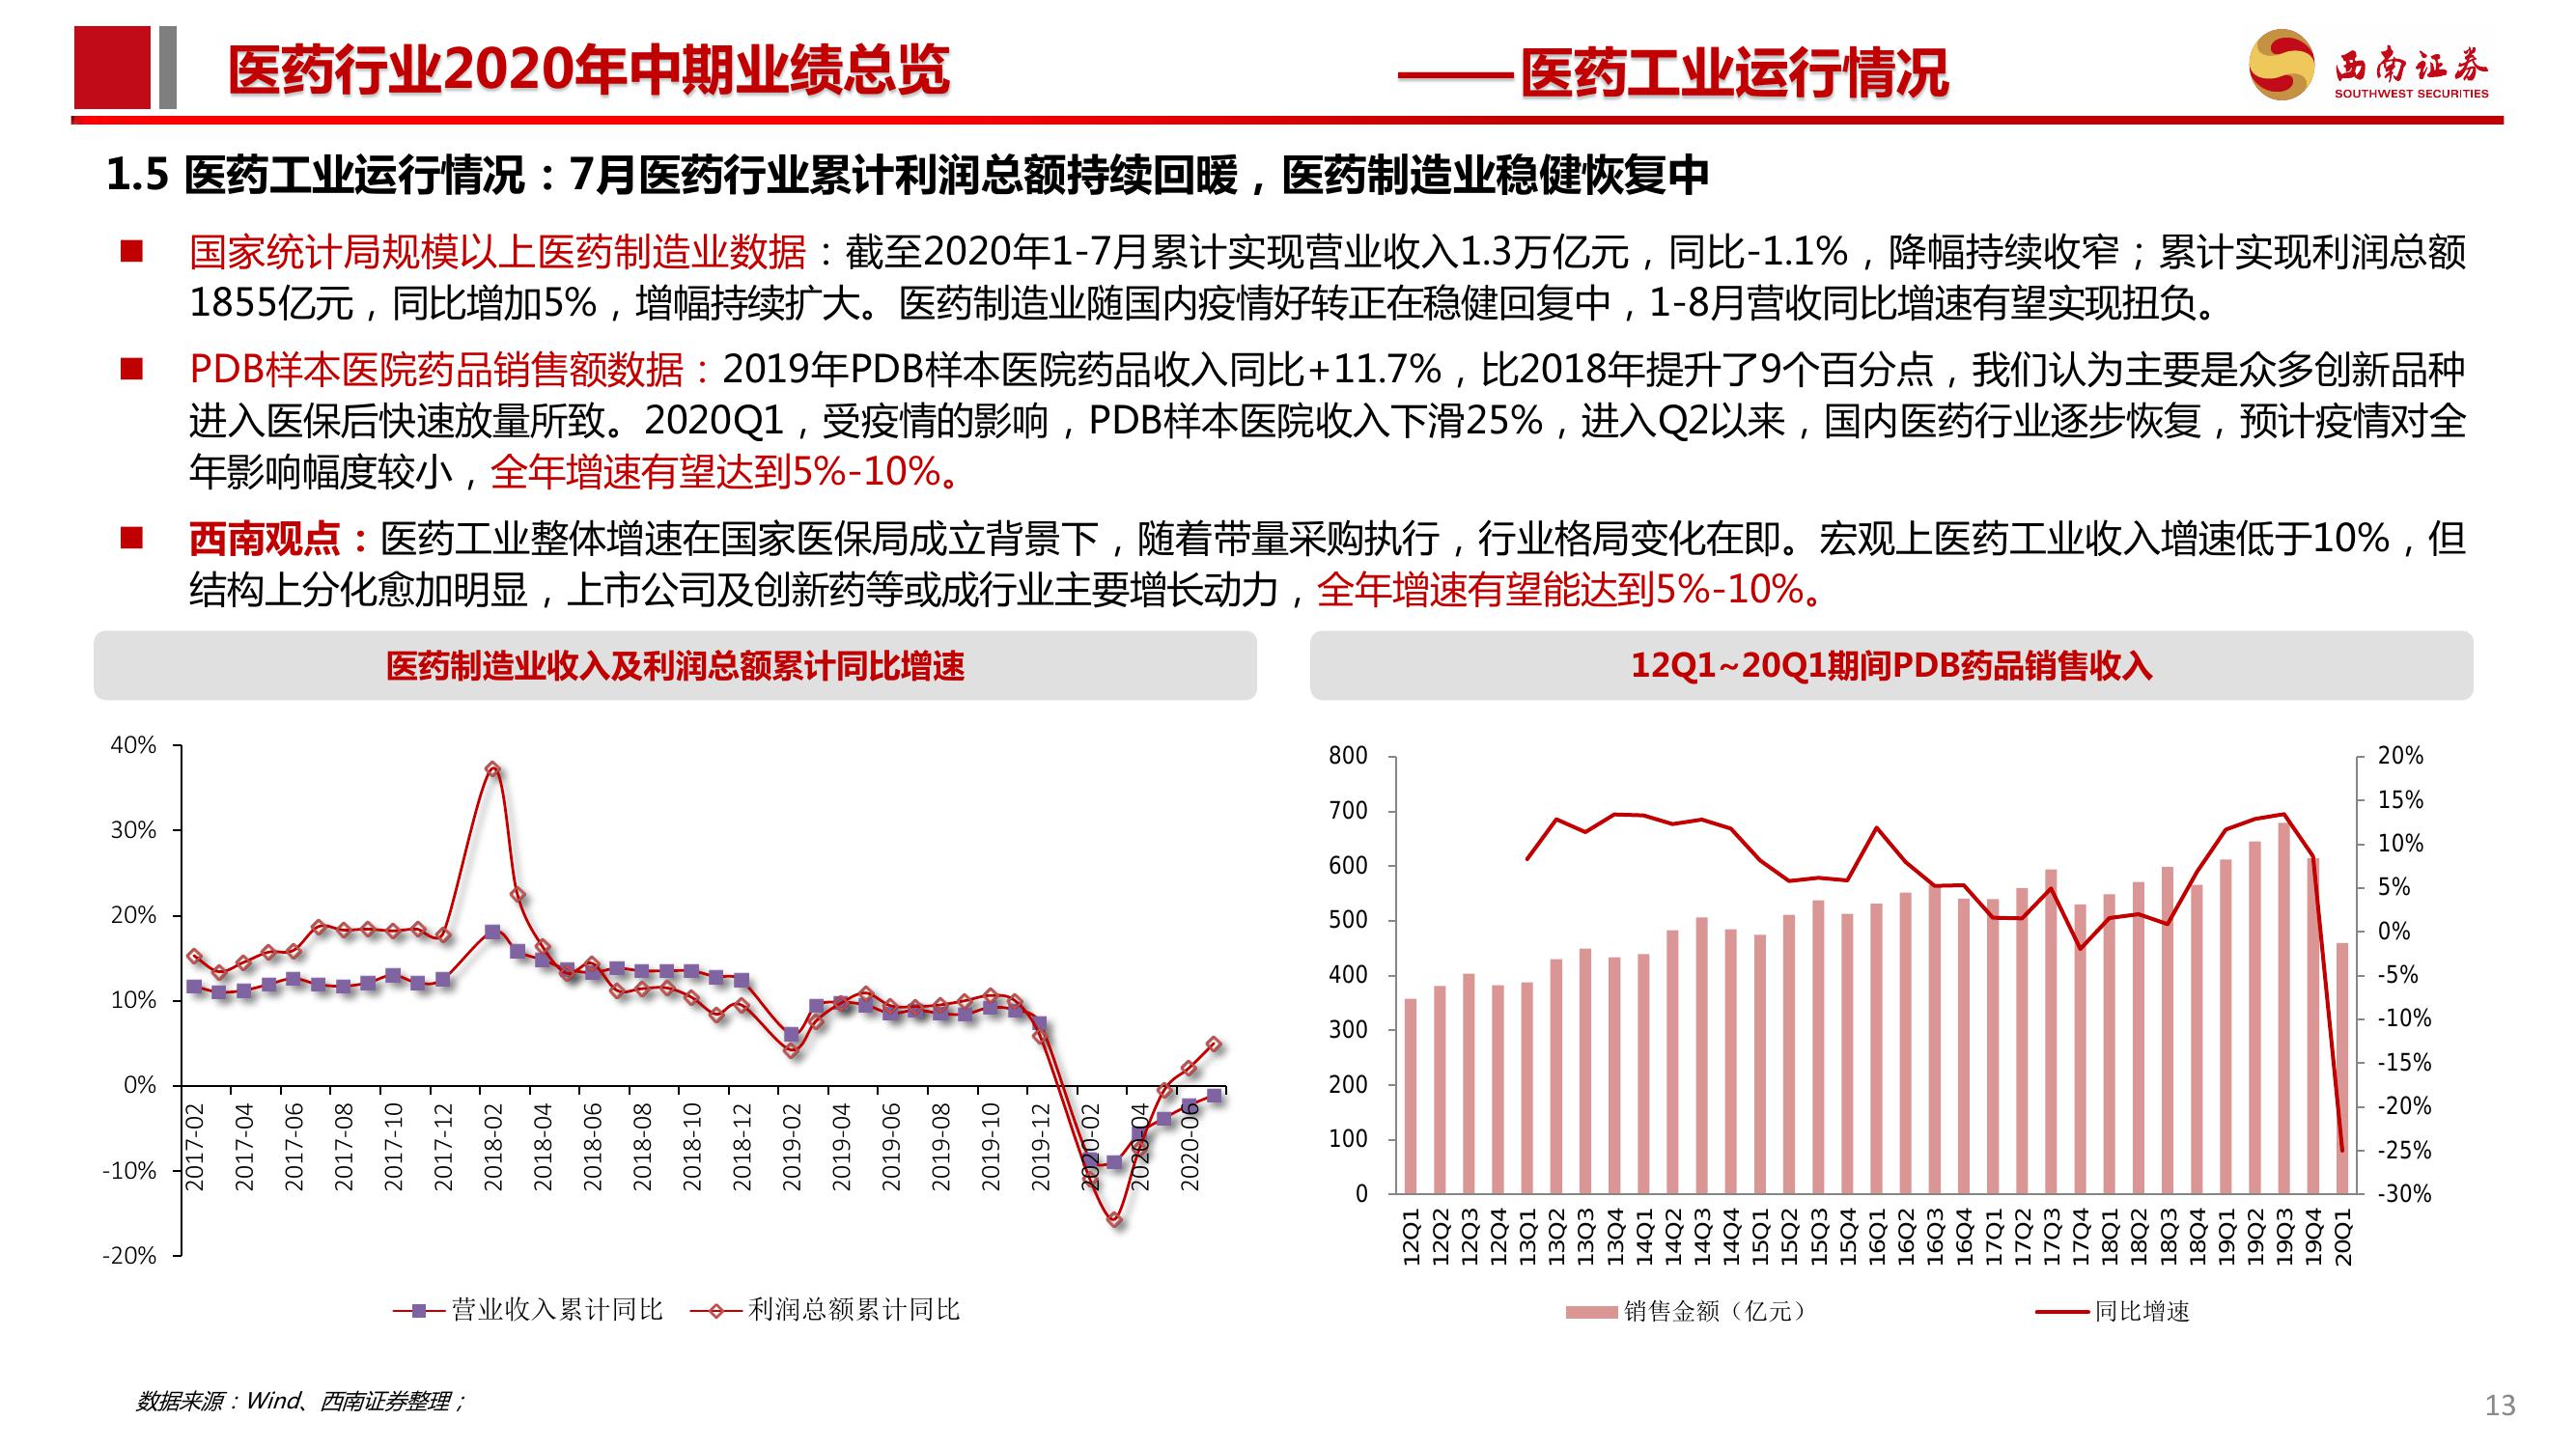 医药行业2020年中期业绩总览
——医药工业运行情况
西南证券
SOUTHWEST SECURITIES
1.5 医药工业运行情况：7月医药行业累计利润总额持续回暖，医药制造业稳健恢复中
■ 国家统计局规模以上医药制造业数据：截至2020年1-7月累计实现营业收入1.3万亿元，同比-1.1%，降幅持续收窄；累计实现利润总额
1855亿元，同比增加5%，增幅持续扩大。医药制造业随国内疫情好转正在稳健回复中，1-8月营收同比增速有望实现扭负。
■ PDB样本医院药品销售额数据：2019年PDB样本医院药品收入同比+11.7%，比2018年提升了9个百分点，我们认为主要是众多创新品种
进入医保后快速放量所致。2020Q1，受疫情的影响，PDB样本医院收入下滑25%，进入Q2以来，国内医药行业逐步恢复，预计疫情对全
年影响幅度较小，全年增速有望达到5%-10%。
■ 西南观点：医药工业整体增速在国家医保局成立背景下，随着带量采购执行，行业格局变化在即。宏观上医药工业收入增速低于10%，但
结构上分化愈加明显，上市公司及创新药等或成行业主要增长动力，全年增速有望能达到5%-10%。
医药制造业收入及利润总额累计同比增速
40%
30%
20%
10%
0%
-10%
-20%
2017-02
2017-04
2017-06
2017-08
2017-10
2017-12
2018-02
2018-04
2018-06
2018-08
2018-10
2018-12
2019-02
2019-04
2019-06
2019-08
2019-10
2019-12
2020-02
2020-04
2020-06
营业收入累计同比
利润总额累计同比
12Q1~20Q1期间PDB药品销售收入
800
700
600
500
400
300
200
100
0
20%
15%
10%
5%
0%
-5%
-10%
-15%
-20%
-25%
-30%
12Q1
12Q2
12Q3
12Q4
13Q1
13Q2
13Q3
13Q4
14Q1
14Q2
14Q3
14Q4
15Q1
15Q2
15Q3
15Q4
16Q1
16Q2
16Q3
16Q4
17Q1
17Q2
17Q3
17Q4
18Q1
18Q2
18Q3
18Q4
19Q1
19Q2
19Q3
19Q4
20Q1
销售金额（亿元）
同比增速
数据来源：Wind、西南证券整理；
13